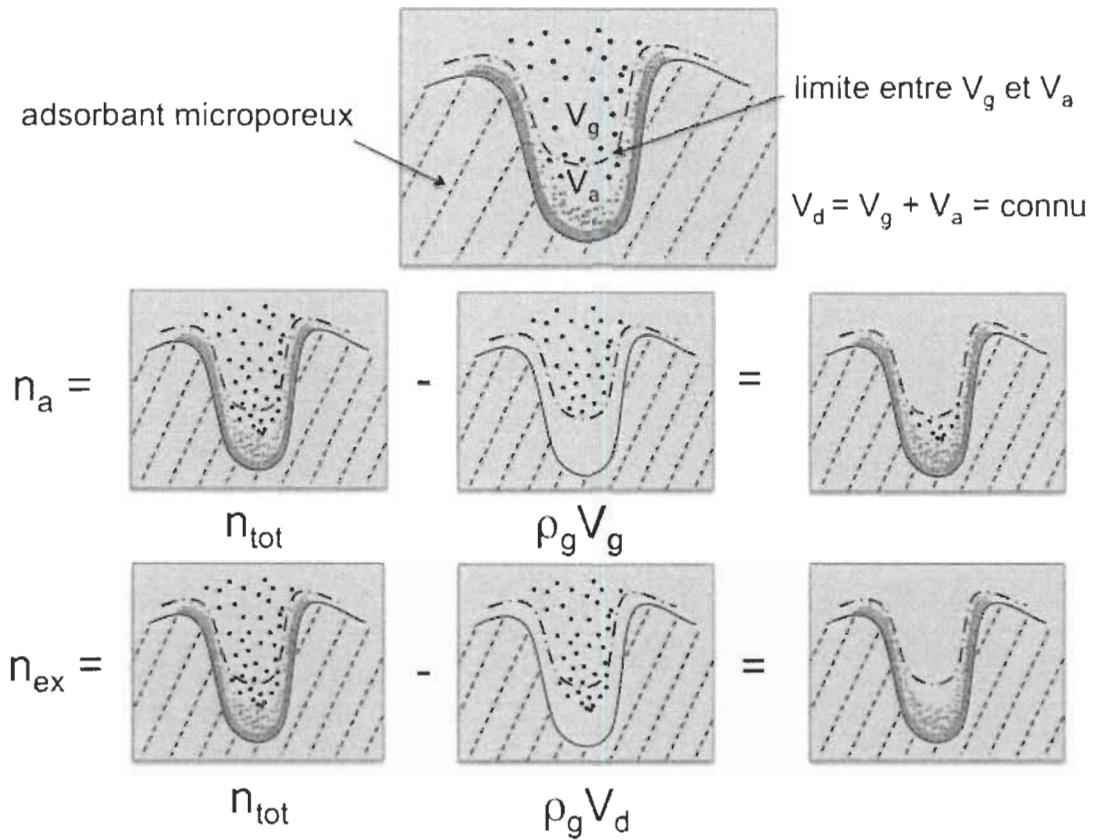 adsorbant microporeux
limite entre V_g et V_a
V_g
V_a
V_d = V_g + V_a = connu
n_a = - =
n_tot ρ_gV_g
n_ex = - =
n_tot ρ_gV_d